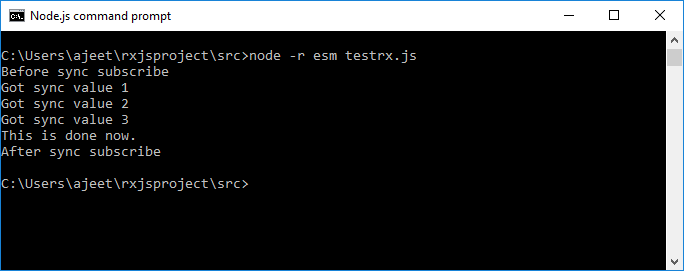 Node.js command prompt
C:\Users\ajeet\rxjsproject\src>node -r esm testrx.js
Before sync subscribe
Got sync value 1
Got sync value 2
Got sync value 3
This is done now.
After sync subscribe
C:\Users\ajeet\rxjsproject\src>